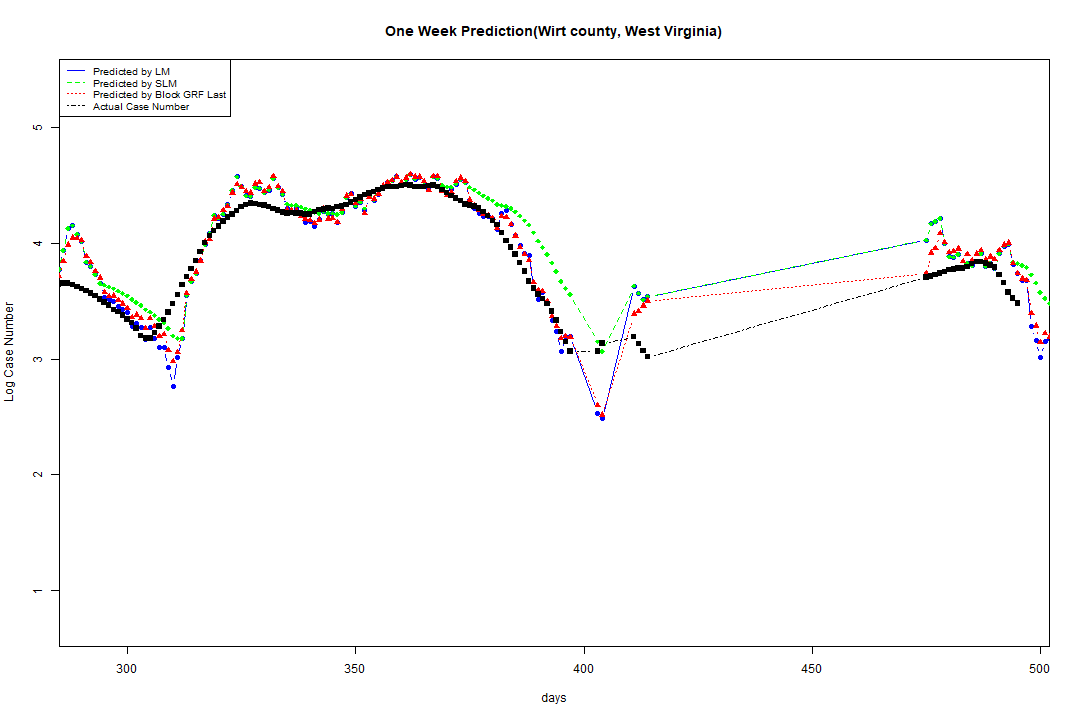 One Week Prediction(Wirt county, West Virginia)
Predicted by LM
Predicted by SLM
Predicted by Block GRF Last
Actual Case Number
5
4
3
2
1
Log Case Number
300 350 400 450 500
days